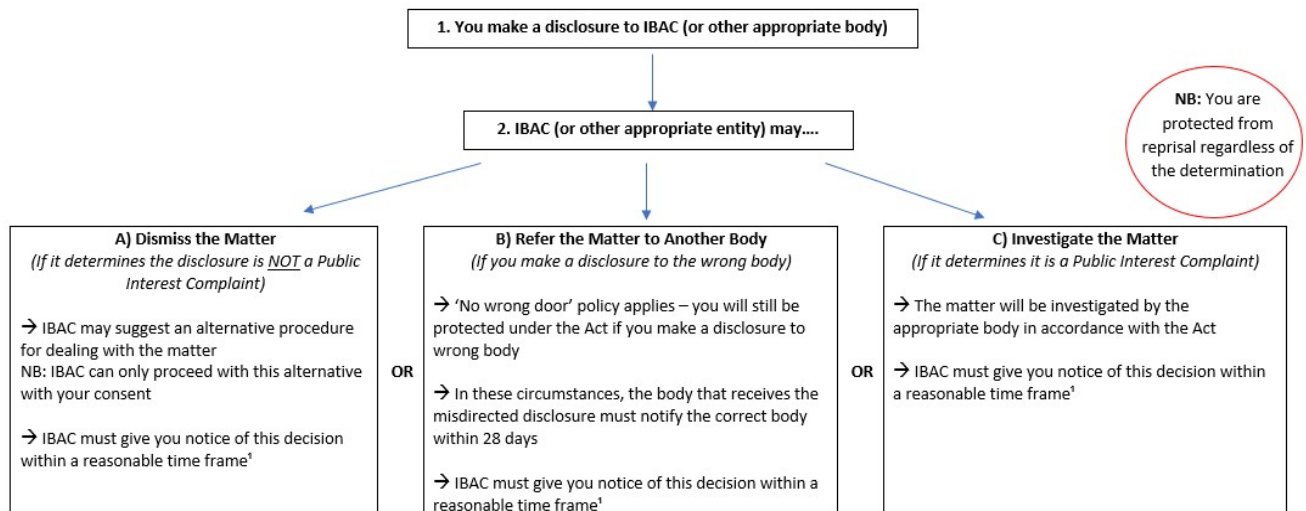 1. You make a disclosure to IBAC (or other appropriate body)
NB: You are
protected from
reprisal regardless of
the determination
2. IBAC (or other appropriate entity) may....
A) Dismiss the Matter
(If it determines the disclosure is NOT a Public
Interest Complaint)
→ IBAC may suggest an alternative procedure
for dealing with the matter
NB: IBAC can only proceed with this alternative
with your consent
→ IBAC must give you notice of this decision
within a reasonable time frame¹
OR
B) Refer the Matter to Another Body
(If you make a disclosure to the wrong body)
→ ‘No wrong door’ policy applies – you will still be
protected under the Act if you make a disclosure to
wrong body
→ In these circumstances, the body that receives the
misdirected disclosure must notify the correct body
within 28 days
→ IBAC must give you notice of this decision within a
reasonable time frame¹
OR
C) Investigate the Matter
(If it determines it is a Public Interest Complaint)
→ The matter will be investigated by the
appropriate body in accordance with the Act
→ IBAC must give you notice of this decision within
a reasonable time frame¹